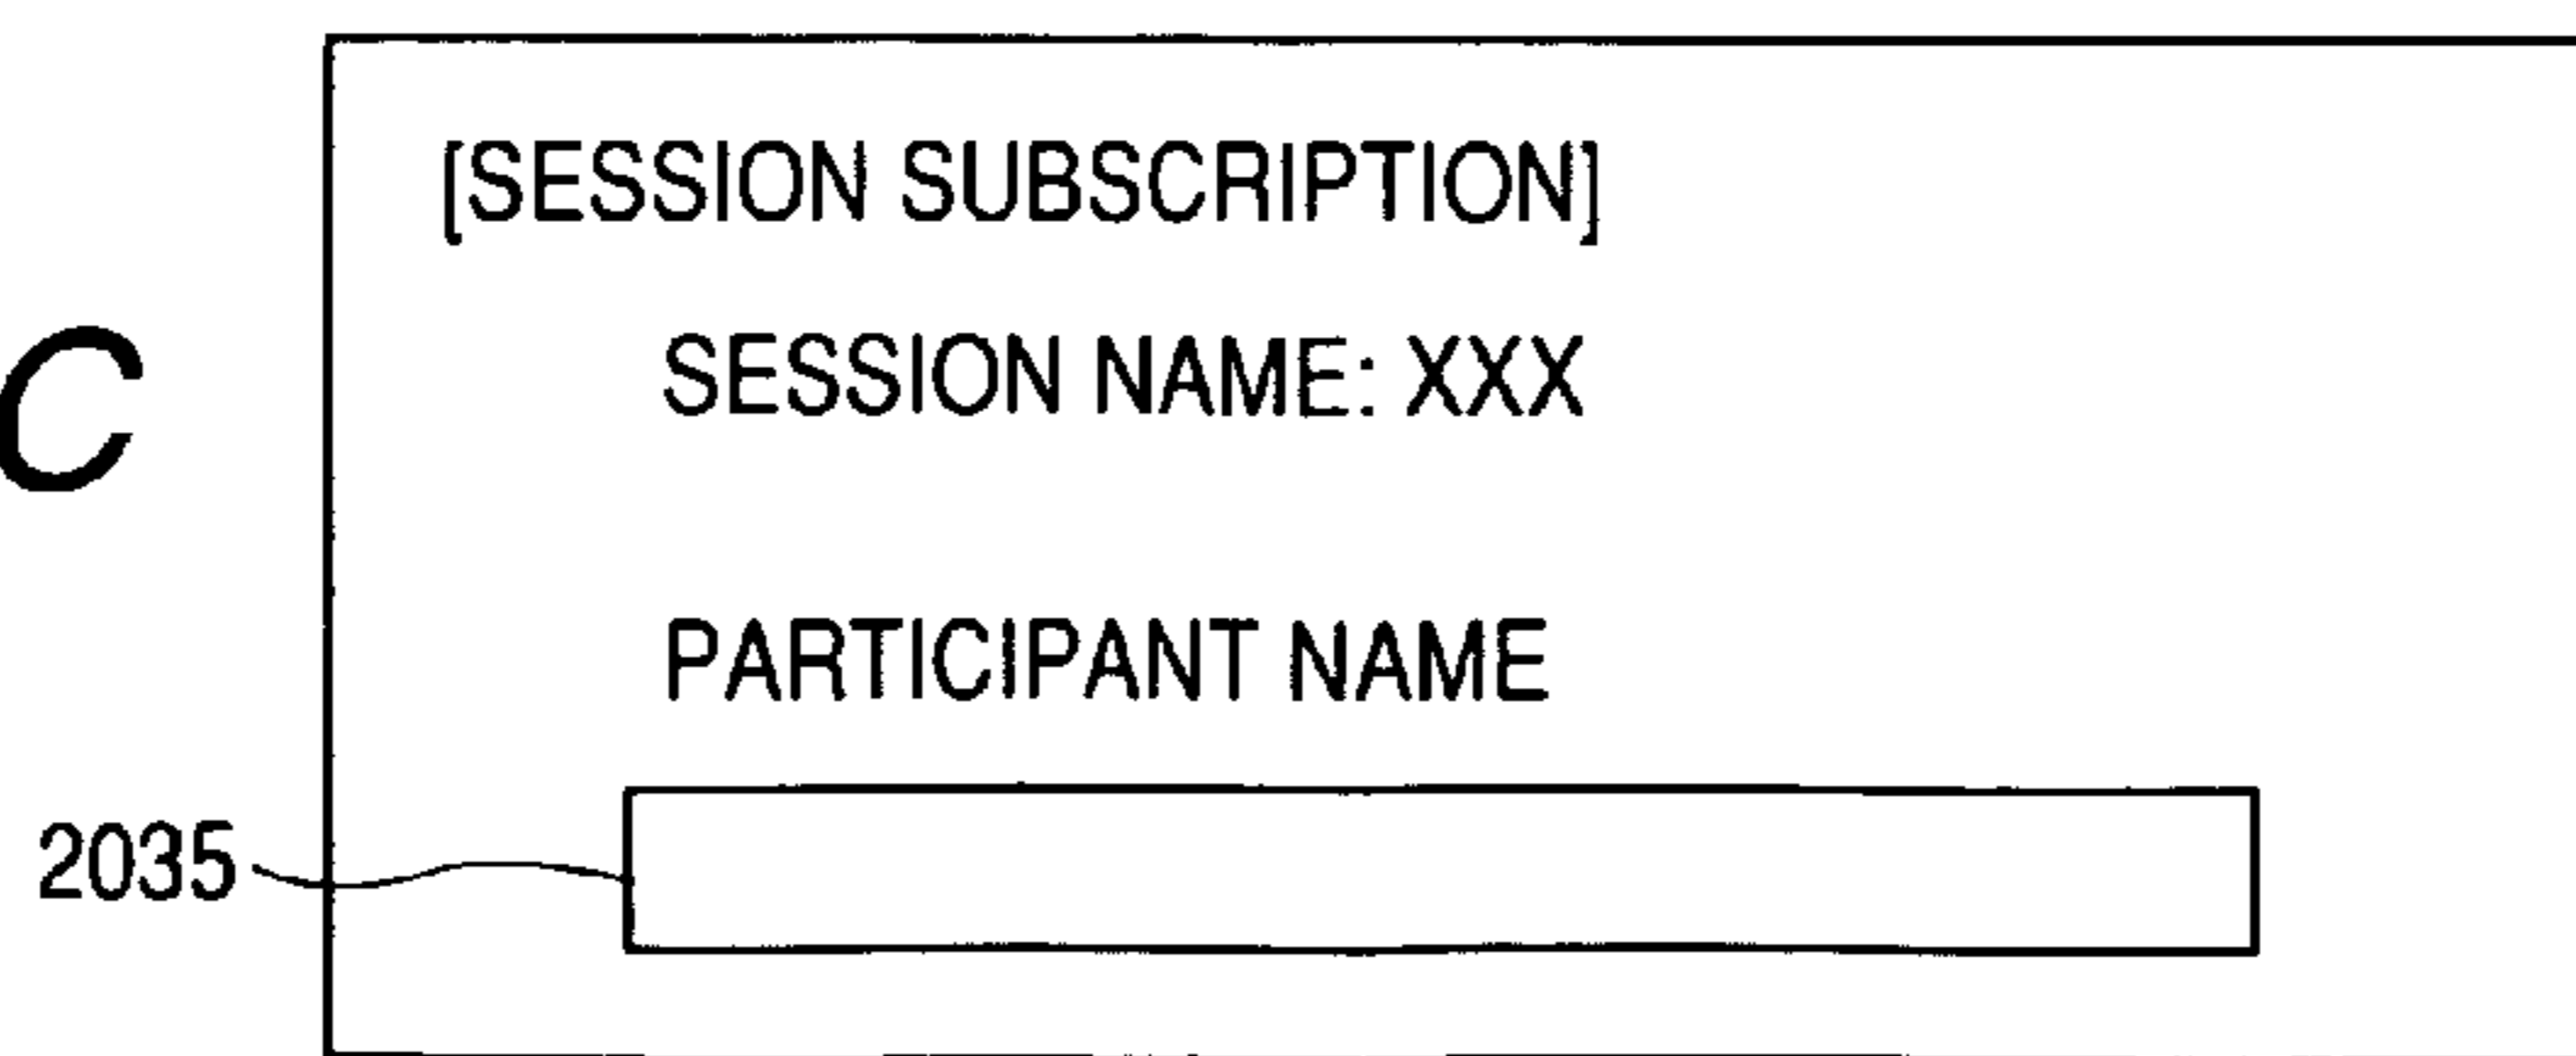 [SESSION SUBSCRIPTION]
C
SESSION NAME: XXX
PARTICIPANT NAME
2035